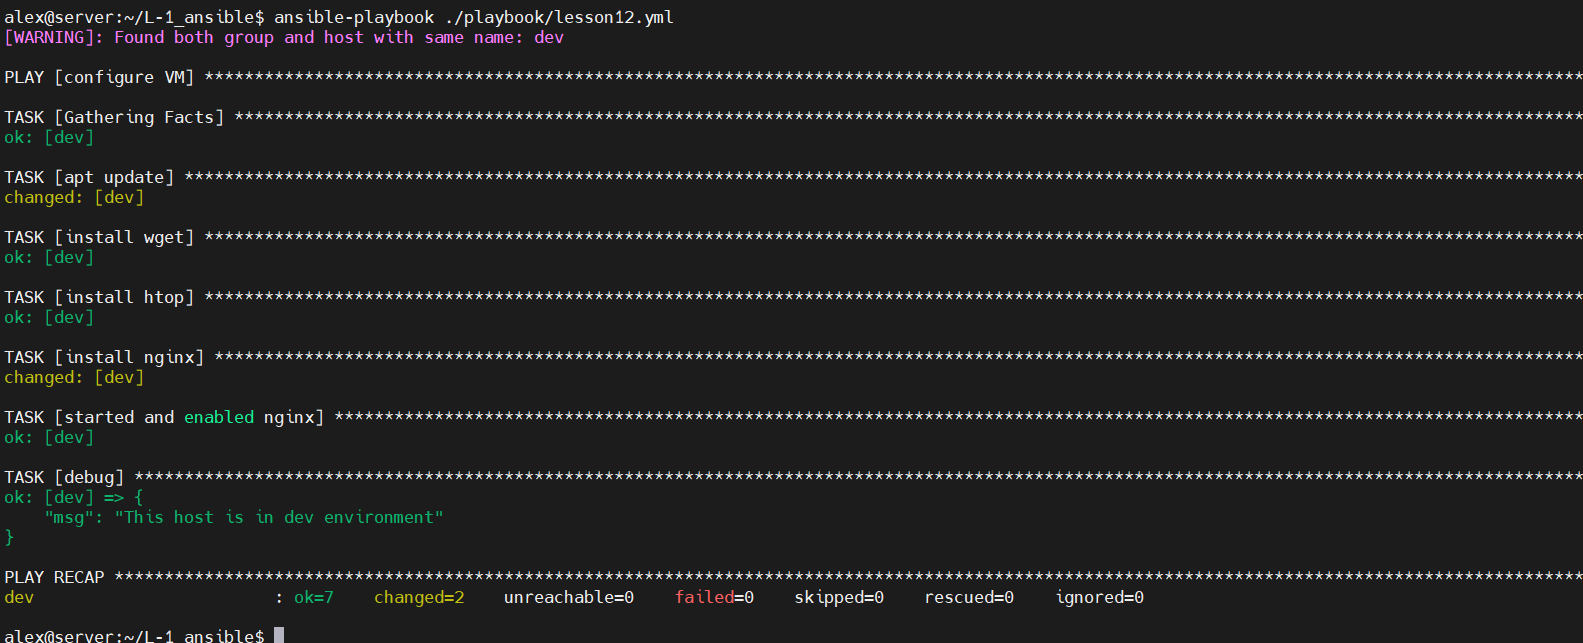 alex@server:~/L-1_ansible$ ansible-playbook ./playbook/lesson12.yml
[WARNING]: Found both group and host with same name: dev
PLAY [configure VM] ******************************************************************************************************************************************
TASK [Gathering Facts] ***************************************************************************************************************************************
ok: [dev]
TASK [apt update] ********************************************************************************************************************************************
changed: [dev]
TASK [install wget] ******************************************************************************************************************************************
ok: [dev]
TASK [install htop] ******************************************************************************************************************************************
ok: [dev]
TASK [install nginx] *****************************************************************************************************************************************
changed: [dev]
TASK [started and enabled nginx] *****************************************************************************************************************************
ok: [dev]
TASK [debug] *************************************************************************************************************************************************
ok: [dev] => {
    "msg": "This host is in dev environment"
}
PLAY RECAP ***************************************************************************************************************************************************
dev                        : ok=7    changed=2    unreachable=0    failed=0    skipped=0    rescued=0    ignored=0
alex@server:~/L-1_ansible$